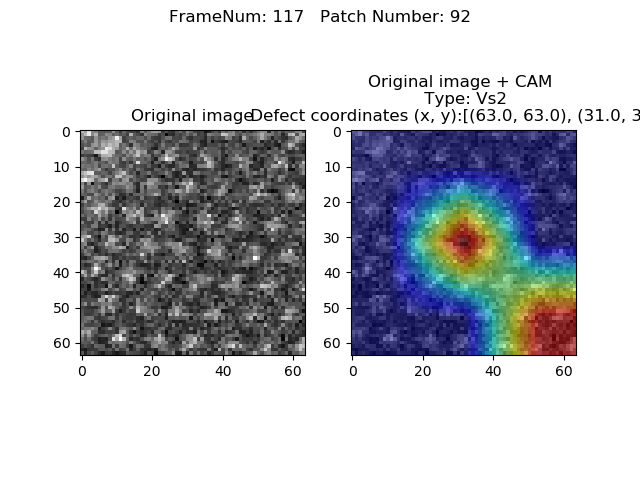 FrameNum: 117   Patch Number: 92
Original image + CAM
Type: Vs2
Original image
Defect coordinates (x, y):[(63.0, 63.0), (31.0, 3
0
10
20
30
40
50
60
0 20 40 60
0
10
20
30
40
50
60
0 20 40 60